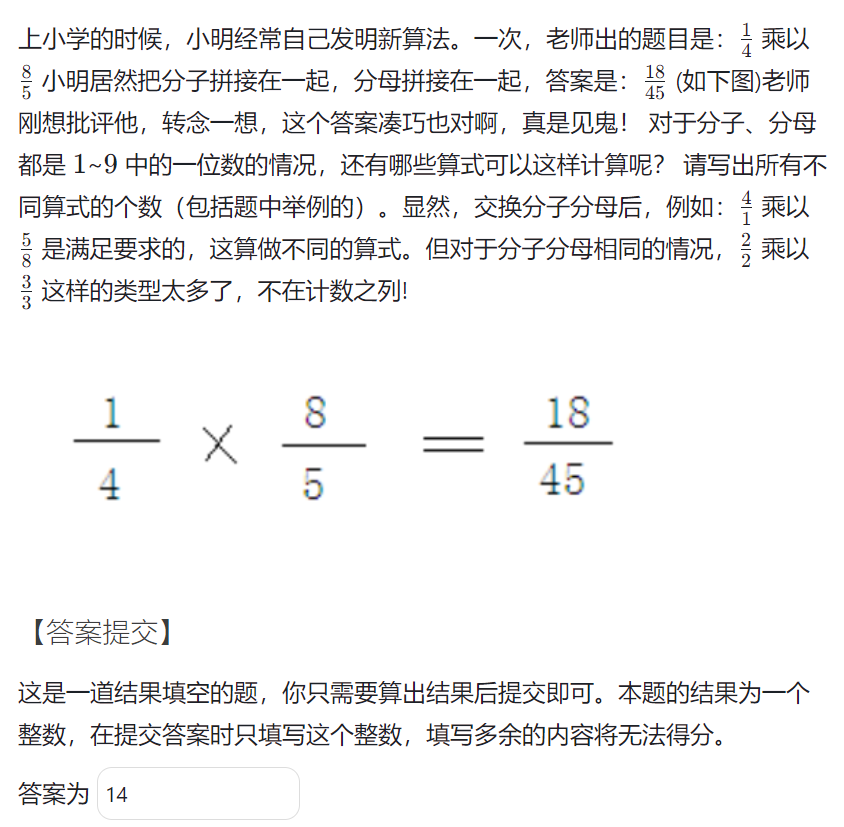 上小学的时候，小明经常自己发明新算法。一次，老师出的题目是：1/4 乘以
8/5 小明居然把分子拼接在一起，分母拼接在一起，答案是：18/45 (如下图)老师
刚想批评他，转念一想，这个答案凑巧也对啊，真是见鬼！ 对于分子、分母
都是 1~9 中的一位数的情况，还有哪些算式可以这样计算呢？ 请写出所有不
同算式的个数（包括题中举例的）。显然，交换分子分母后，例如：4/1 乘以
5/8 是满足要求的，这算做不同的算式。但对于分子分母相同的情况，2/2 乘以
3/3 这样的类型太多了，不在计数之列!
1/4 × 8/5 = 18/45
【答案提交】
这是一道结果填空的题，你只需要算出结果后提交即可。本题的结果为一个
整数，在提交答案时只填写这个整数，填写多余的内容将无法得分。
答案为 14